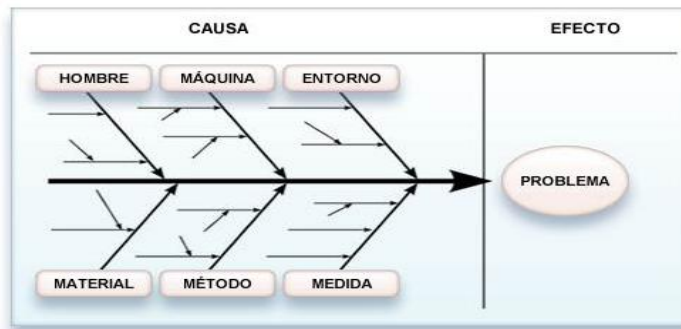 CAUSA EFECTO
HOMBRE MÁQUINA ENTORNO
PROBLEMA
MATERIAL MÉTODO MEDIDA